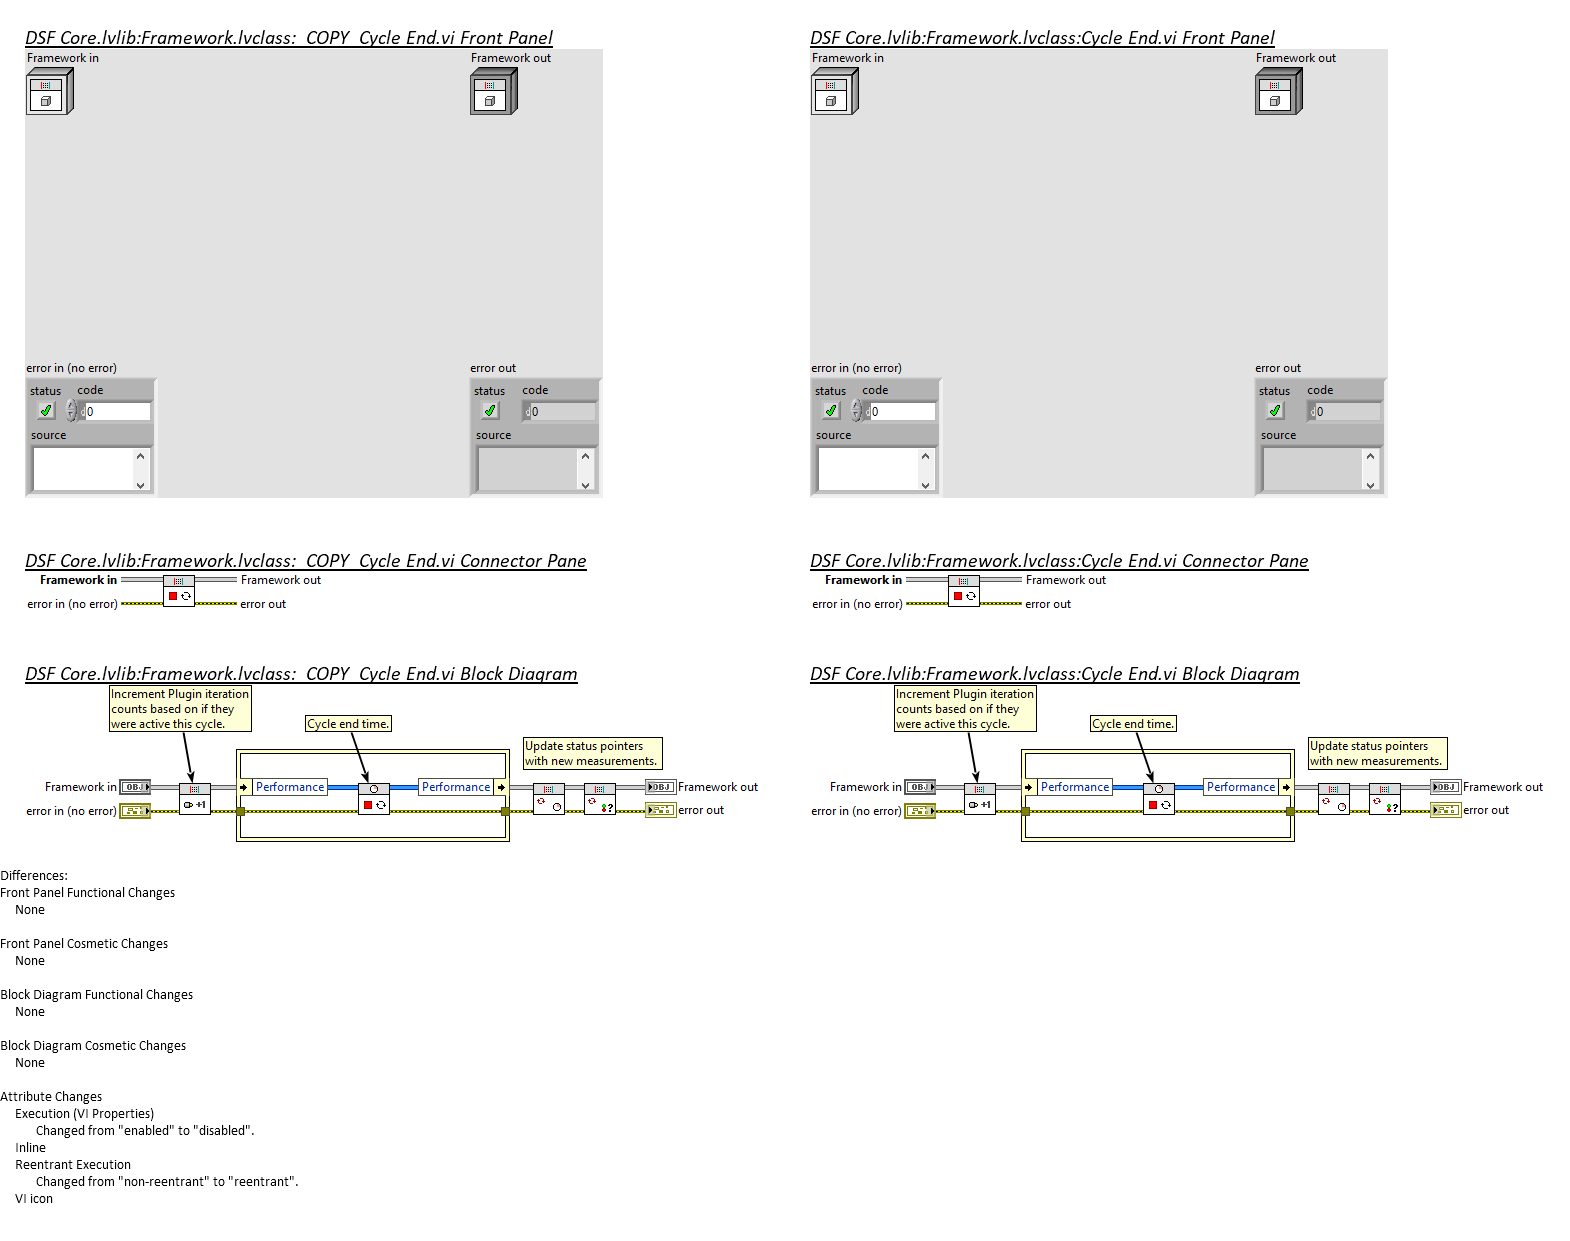 DSF Core.lvlib:Framework.lvclass:_COPY_Cycle End.vi Front Panel
Framework in
Framework out
error in (no error)
error out
status code
0
source
status code
0
source
DSF Core.lvlib:Framework.lvclass:Cycle End.vi Front Panel
Framework in
Framework out
error in (no error)
error out
status code
0
source
status code
0
source
DSF Core.lvlib:Framework.lvclass:_COPY_Cycle End.vi Connector Pane
Framework in
Framework out
error in (no error)
error out
DSF Core.lvlib:Framework.lvclass:Cycle End.vi Connector Pane
Framework in
Framework out
error in (no error)
error out
DSF Core.lvlib:Framework.lvclass:_COPY_Cycle End.vi Block Diagram
Increment Plugin iteration
counts based on if they
were active this cycle.
Cycle end time.
Update status pointers
with new measurements.
Framework in
OBJ
+1
Performance
Performance
?
OBJ
Framework out
error in (no error)
error out
DSF Core.lvlib:Framework.lvclass:Cycle End.vi Block Diagram
Increment Plugin iteration
counts based on if they
were active this cycle.
Cycle end time.
Update status pointers
with new measurements.
Framework in
OBJ
+1
Performance
Performance
?
OBJ
Framework out
error in (no error)
error out
Differences:
Front Panel Functional Changes
None
Front Panel Cosmetic Changes
None
Block Diagram Functional Changes
None
Block Diagram Cosmetic Changes
None
Attribute Changes
Execution (VI Properties)
Changed from "enabled" to "disabled".
Inline
Reentrant Execution
Changed from "non-reentrant" to "reentrant".
VI icon